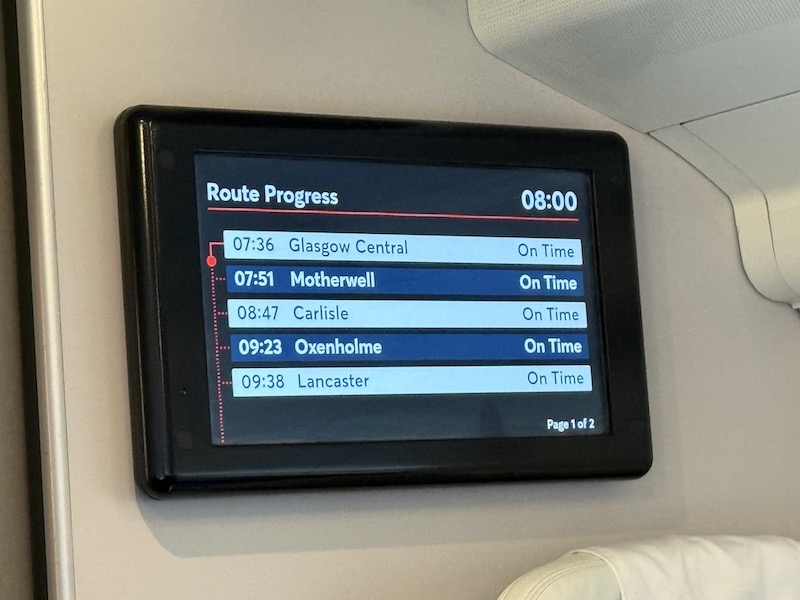 Route Progress 08:00
07:36 Glasgow Central On Time
07:51 Motherwell On Time
08:47 Carlisle On Time
09:23 Oxenholme On Time
09:38 Lancaster On Time
Page 1 of 2